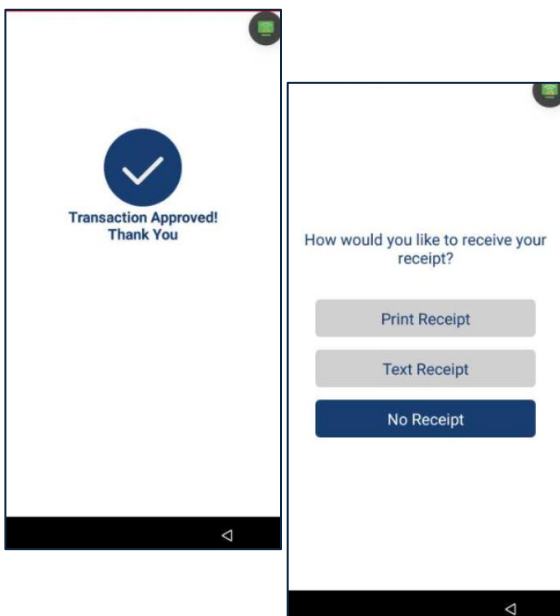 Transaction Approved!
Thank You
How would you like to receive your
receipt?
Print Receipt
Text Receipt
No Receipt